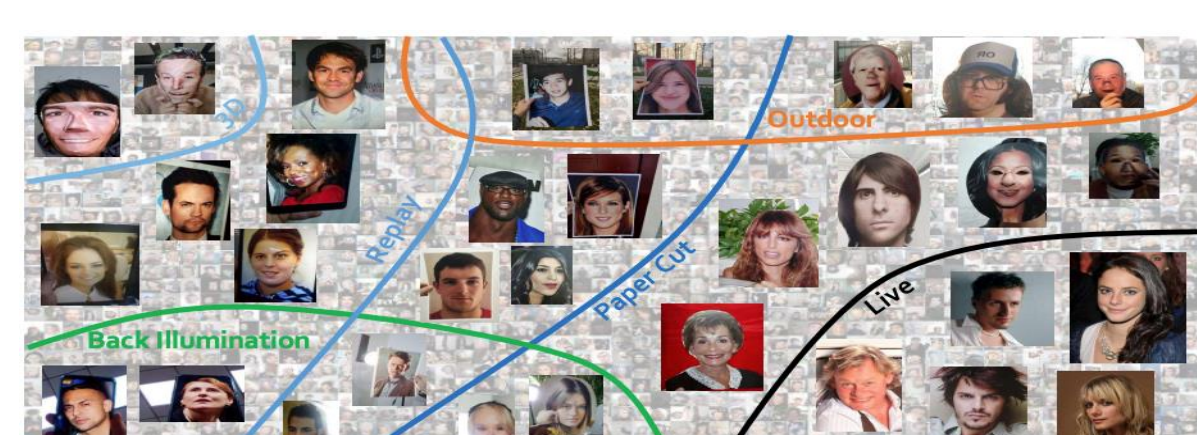 3D
Outdoor
RO
Replay
Paper Cut
Live
Back Illumination